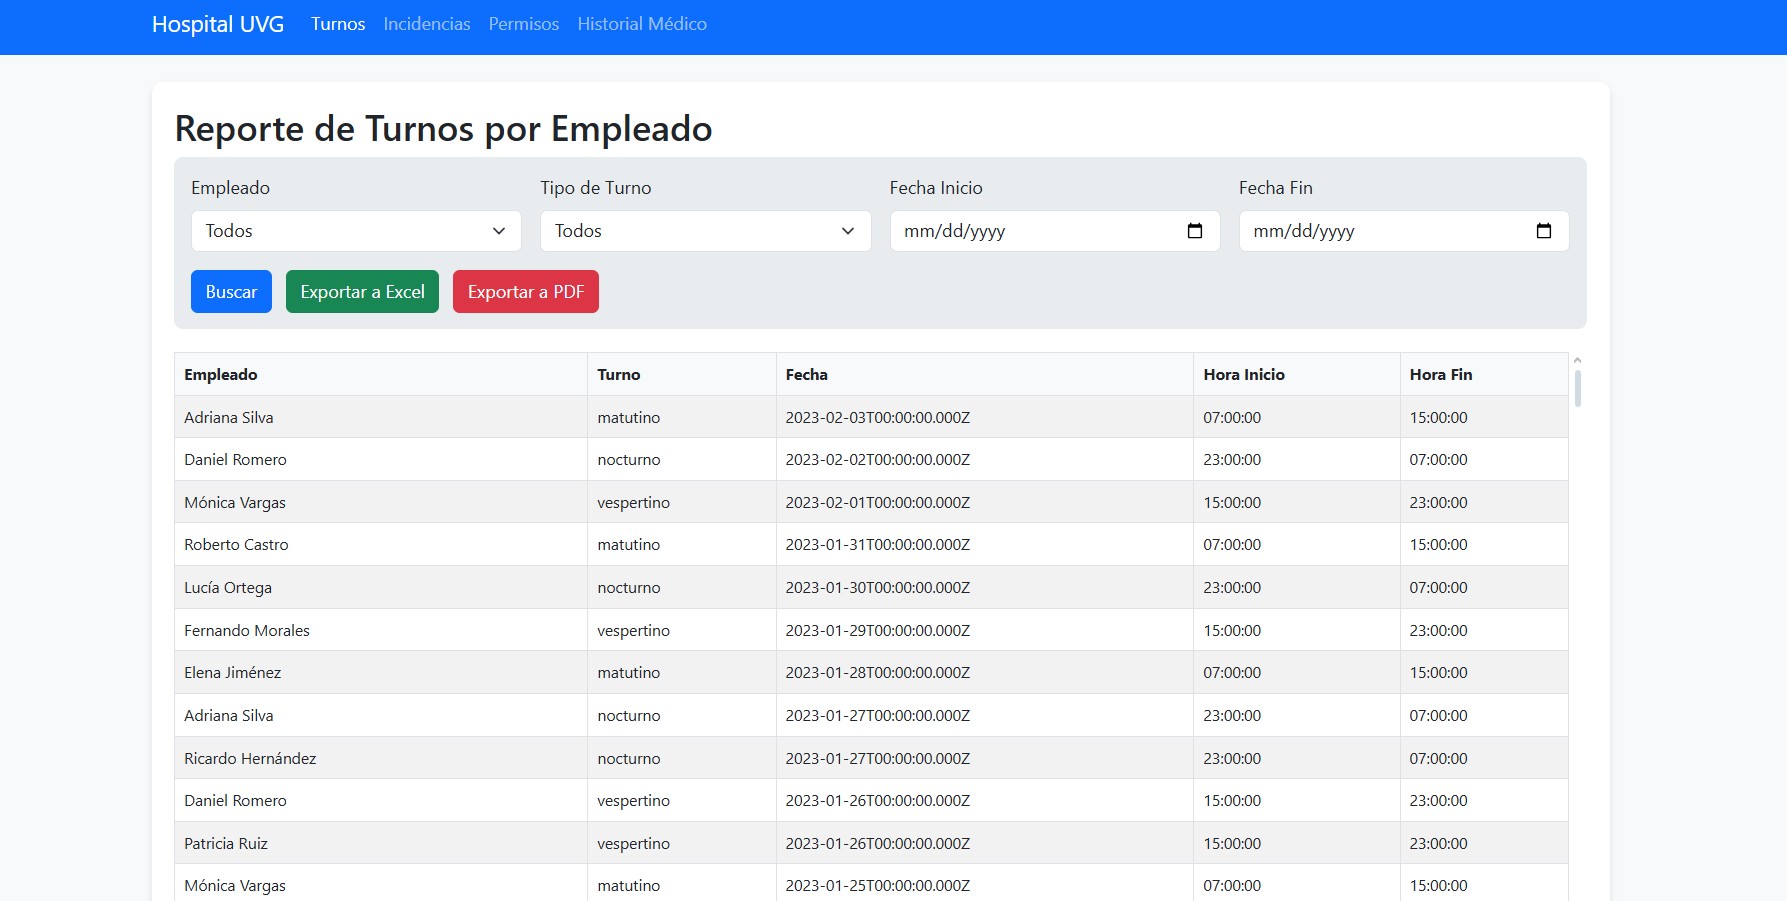 Hospital UVG Turnos Incidencias Permisos Historial Médico
Reporte de Turnos por Empleado
Empleado Tipo de Turno Fecha Inicio Fecha Fin
Todos Todos mm/dd/yyyy mm/dd/yyyy
Buscar Exportar a Excel Exportar a PDF
Empleado Turno Fecha Hora Inicio Hora Fin
Adriana Silva matutino 2023-02-03T00:00:00.000Z 07:00:00 15:00:00
Daniel Romero nocturno 2023-02-02T00:00:00.000Z 23:00:00 07:00:00
Mónica Vargas vespertino 2023-02-01T00:00:00.000Z 15:00:00 23:00:00
Roberto Castro matutino 2023-01-31T00:00:00.000Z 07:00:00 15:00:00
Lucía Ortega nocturno 2023-01-30T00:00:00.000Z 23:00:00 07:00:00
Fernando Morales vespertino 2023-01-29T00:00:00.000Z 15:00:00 23:00:00
Elena Jiménez matutino 2023-01-28T00:00:00.000Z 07:00:00 15:00:00
Adriana Silva nocturno 2023-01-27T00:00:00.000Z 23:00:00 07:00:00
Ricardo Hernández nocturno 2023-01-27T00:00:00.000Z 23:00:00 07:00:00
Daniel Romero vespertino 2023-01-26T00:00:00.000Z 15:00:00 23:00:00
Patricia Ruiz vespertino 2023-01-26T00:00:00.000Z 15:00:00 23:00:00
Mónica Vargas matutino 2023-01-25T00:00:00.000Z 07:00:00 15:00:00